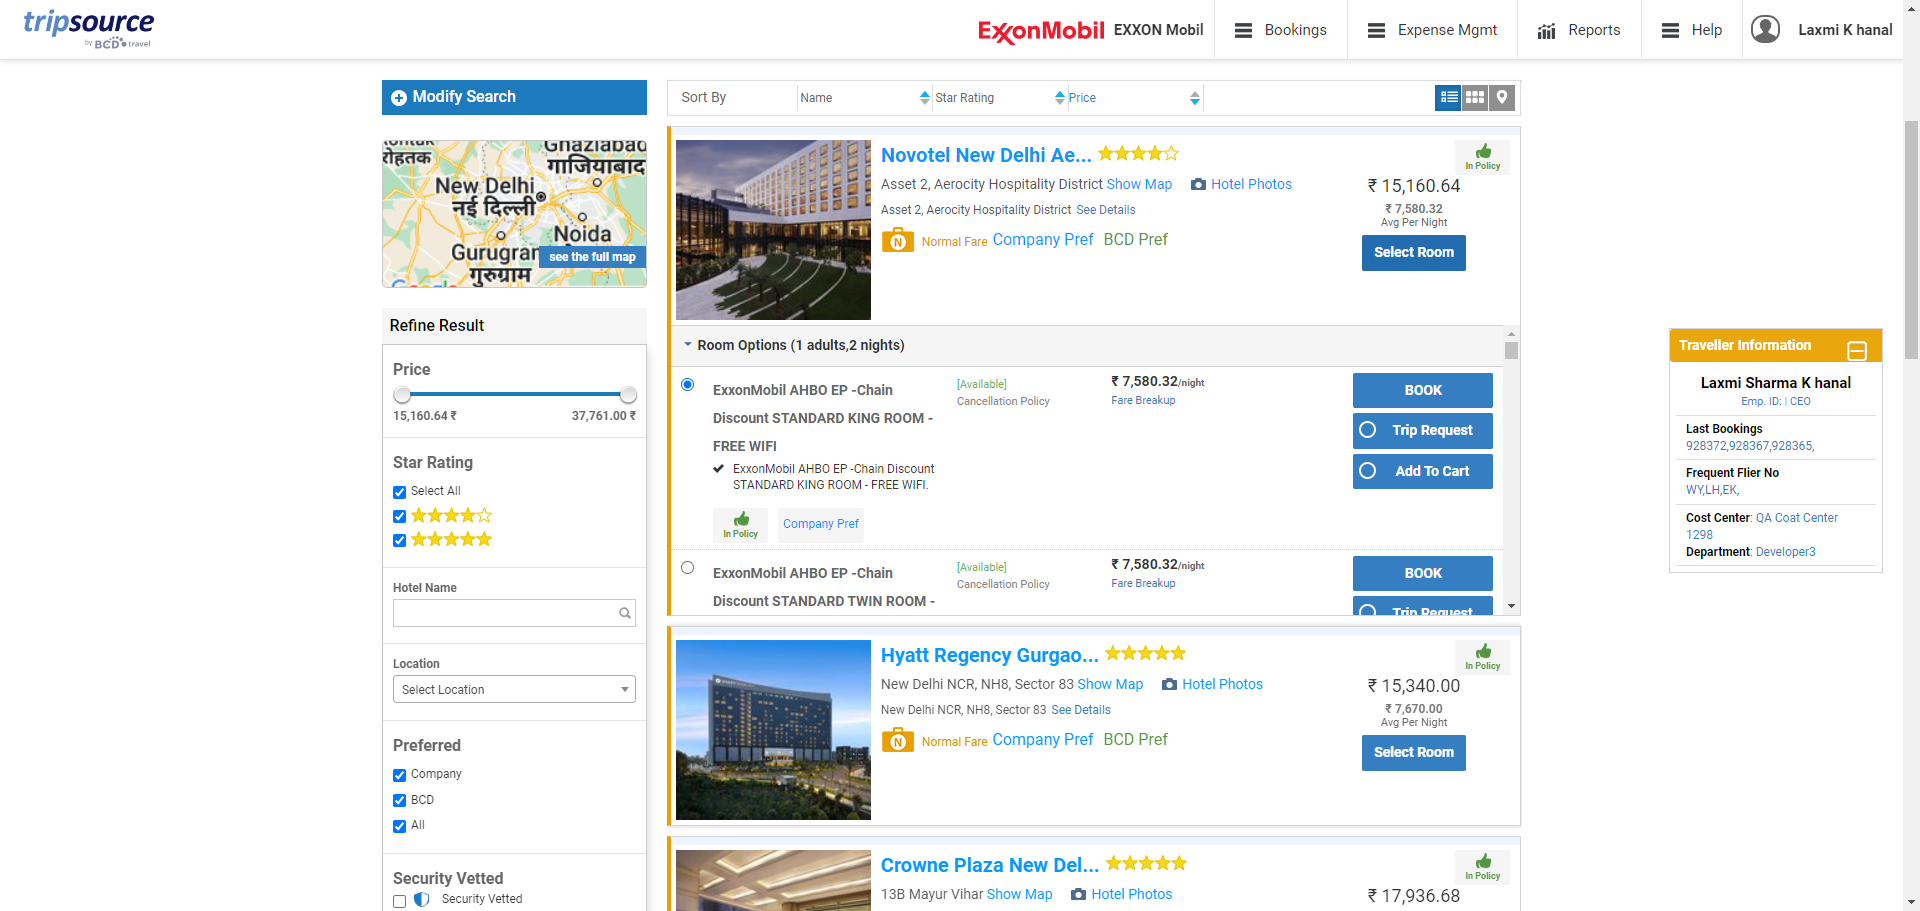 tripsource
by BCD travel
ExxonMobil EXXON Mobil
Bookings
Expense Mgmt
Reports
Help
Laxmi K hanal
Modify Search
रोहतक
Ghaziabad
गाजियाबाद
New Delhi
नई दिल्ली
Noida
नोएडा
Gurugram
गुरुग्राम
see the full map
Google
Refine Result
Price
15,160.64 ₹ 37,761.00 ₹
Star Rating
Select All
Hotel Name
Location
Select Location
Preferred
Company
BCD
All
Security Vetted
Security Vetted
Sort By Name Star Rating Price
Novotel New Delhi Ae...
Asset 2, Aerocity Hospitality District Show Map Hotel Photos
Asset 2, Aerocity Hospitality District See Details
N Normal Fare Company Pref BCD Pref
In Policy
₹ 15,160.64
₹ 7,580.32
Avg Per Night
Select Room
Room Options (1 adults,2 nights)
ExxonMobil AHBO EP -Chain
Discount STANDARD KING ROOM -
FREE WIFI
ExxonMobil AHBO EP -Chain Discount
STANDARD KING ROOM - FREE WIFI.
In Policy
Company Pref
[Available]
Cancellation Policy
₹ 7,580.32/night
Fare Breakup
BOOK
Trip Request
Add To Cart
ExxonMobil AHBO EP -Chain
Discount STANDARD TWIN ROOM -
[Available]
Cancellation Policy
₹ 7,580.32/night
Fare Breakup
BOOK
Trip Request
Hyatt Regency Gurgao...
New Delhi NCR, NH8, Sector 83 Show Map Hotel Photos
New Delhi NCR, NH8, Sector 83 See Details
N Normal Fare Company Pref BCD Pref
In Policy
₹ 15,340.00
₹ 7,670.00
Avg Per Night
Select Room
Crowne Plaza New Del...
13B Mayur Vihar Show Map Hotel Photos
In Policy
₹ 17,936.68
Traveller Information
Laxmi Sharma K hanal
Emp. ID: | CEO
Last Bookings
928372,928367,928365,
Frequent Flier No
WY,LH,EK,
Cost Center: QA Coat Center
1298
Department: Developer3